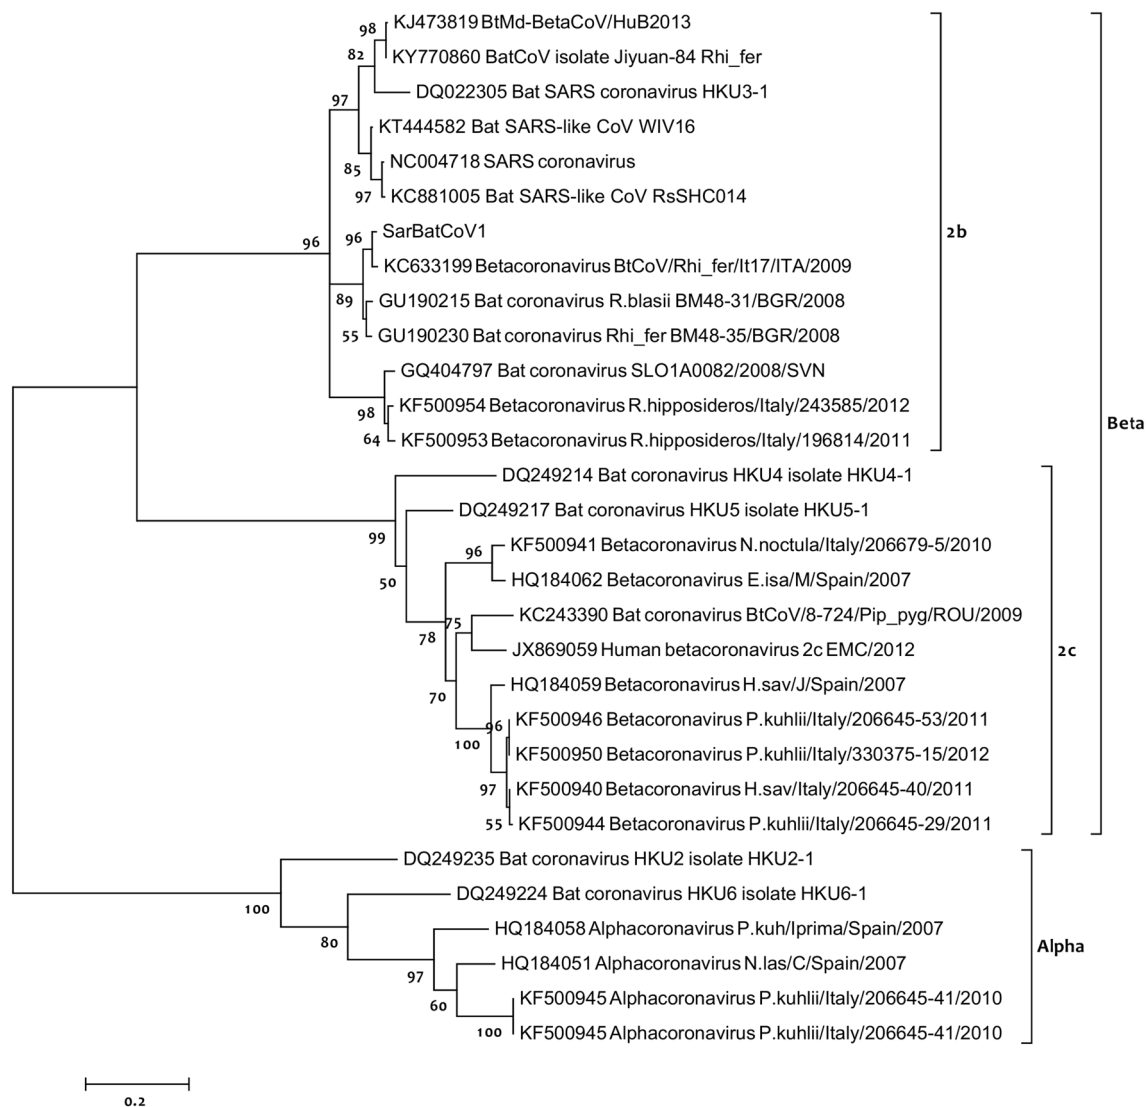 98
KJ473819 BtMd-BetaCoV/HuB2013
82
KY770860 BatCoV isolate Jiyuan-84 Rhi_fer
97
DQ022305 Bat SARS coronavirus HKU3-1
KT444582 Bat SARS-like CoV WIV16
85
NC004718 SARS coronavirus
97
KC881005 Bat SARS-like CoV RsSHC014
96
96
SarBatCoV1
2b
KC633199 Betacoronavirus BtCoV/Rhi_fer/It17/ITA/2009
89
GU190215 Bat coronavirus R.blasii BM48-31/BGR/2008
55
GU190230 Bat coronavirus Rhi_fer BM48-35/BGR/2008
GQ404797 Bat coronavirus SLO1A0082/2008/SVN
98
KF500954 Betacoronavirus R.hipposideros/Italy/243585/2012
Beta
64
KF500953 Betacoronavirus R.hipposideros/Italy/196814/2011
DQ249214 Bat coronavirus HKU4 isolate HKU4-1
99
DQ249217 Bat coronavirus HKU5 isolate HKU5-1
50
96
KF500941 Betacoronavirus N.noctula/Italy/206679-5/2010
HQ184062 Betacoronavirus E.isa/M/Spain/2007
78
75
KC243390 Bat coronavirus BtCoV/8-724/Pip_pyg/ROU/2009
JX869059 Human betacoronavirus 2c EMC/2012
2c
70
HQ184059 Betacoronavirus H.sav/J/Spain/2007
96
KF500946 Betacoronavirus P.kuhlii/Italy/206645-53/2011
100
KF500950 Betacoronavirus P.kuhlii/Italy/330375-15/2012
97
KF500940 Betacoronavirus H.sav/Italy/206645-40/2011
55
KF500944 Betacoronavirus P.kuhlii/Italy/206645-29/2011
DQ249235 Bat coronavirus HKU2 isolate HKU2-1
100
DQ249224 Bat coronavirus HKU6 isolate HKU6-1
80
HQ184058 Alphacoronavirus P.kuh/Iprima/Spain/2007
Alpha
97
HQ184051 Alphacoronavirus N.las/C/Spain/2007
60
KF500945 Alphacoronavirus P.kuhlii/Italy/206645-41/2010
100
KF500945 Alphacoronavirus P.kuhlii/Italy/206645-41/2010
0.2